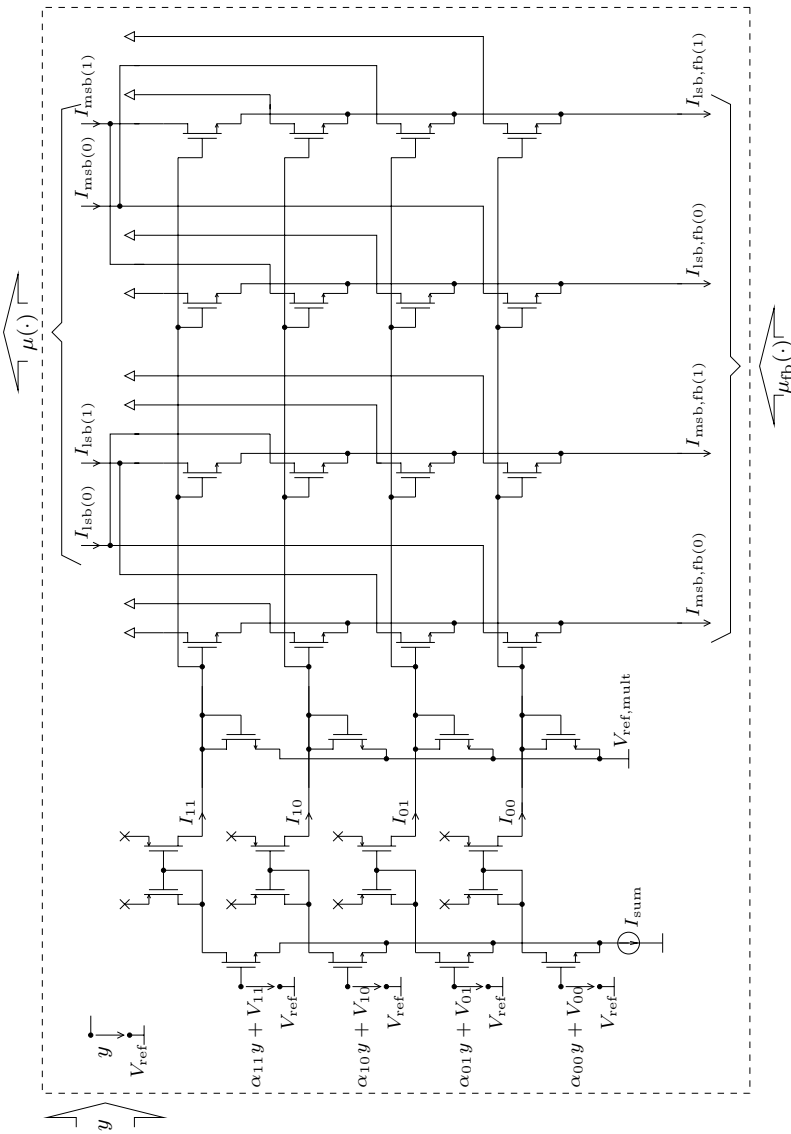 μ(·)
I_msb(1)
I_msb(0)
I_lsb(1)
I_lsb(0)
I_lsb,fb(1)
I_lsb,fb(0)
I_msb,fb(1)
I_msb,fb(0)
μ_fb(·)
V_ref,mult
I_11
I_10
I_01
I_00
I_sum
α_11 y + V_11
V_ref
α_10 y + V_10
V_ref
α_01 y + V_01
V_ref
α_00 y + V_00
V_ref
y
V_ref
y